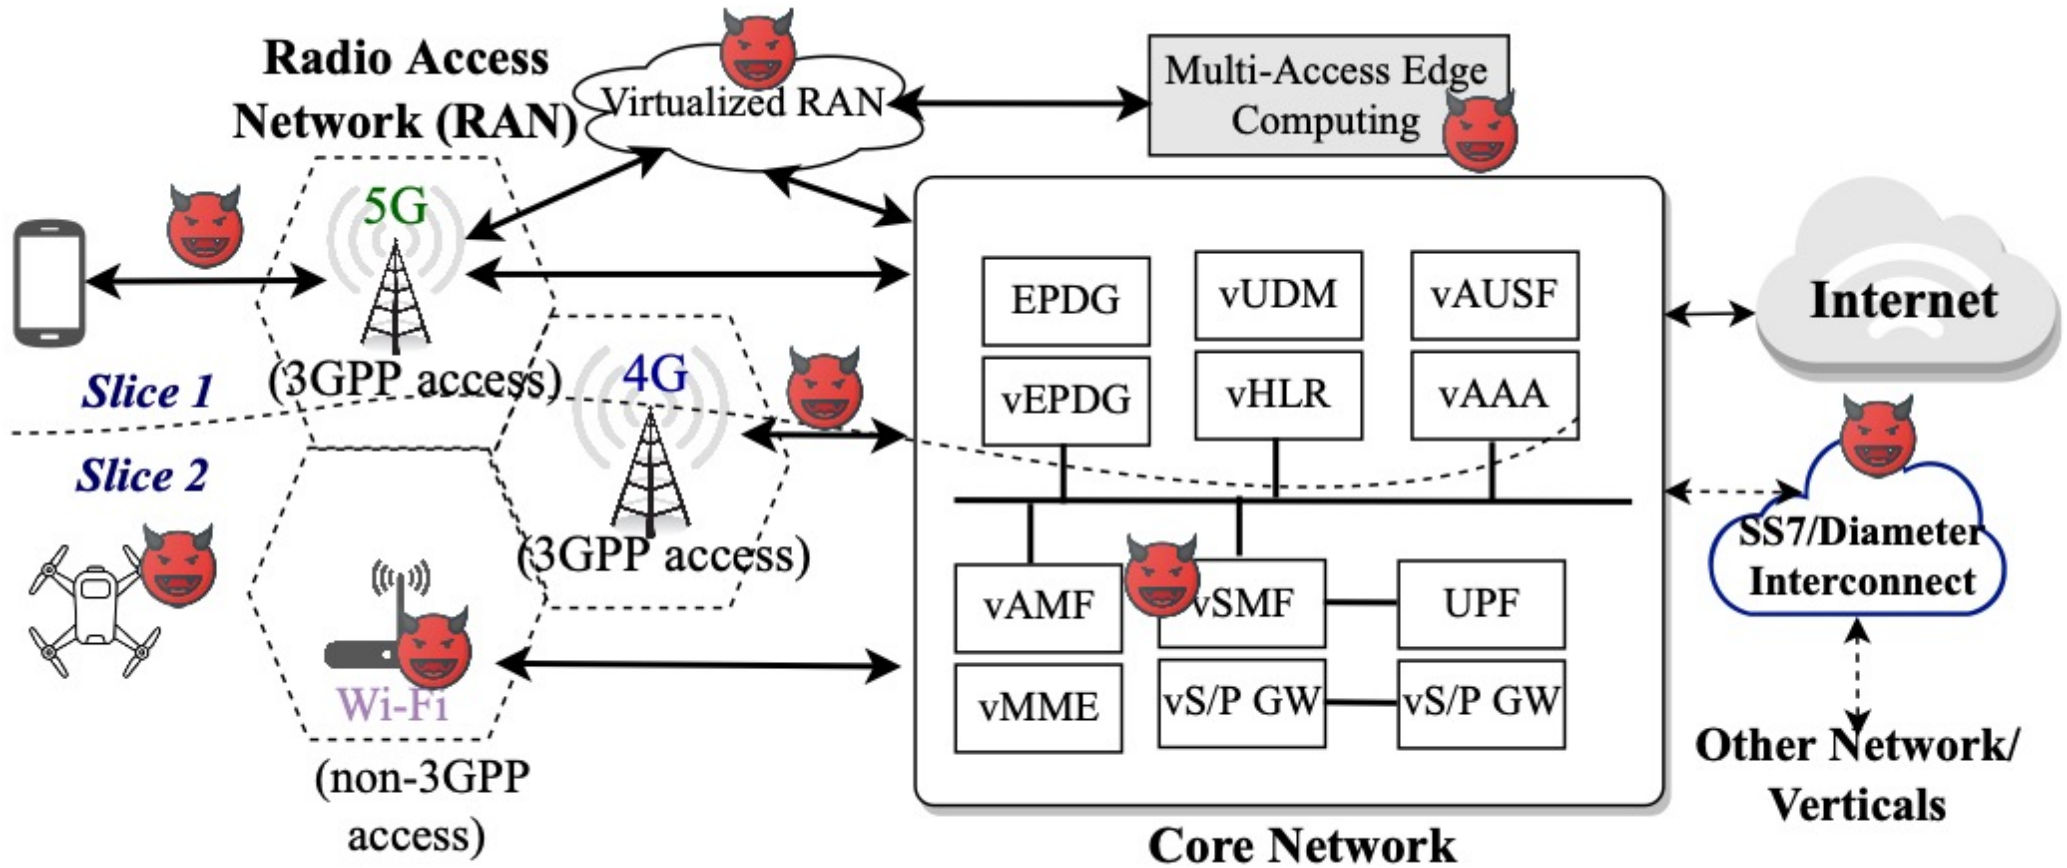 Radio Access
Network (RAN)
Virtualized RAN
Multi-Access Edge
Computing
5G
(3GPP access)
4G
(3GPP access)
Slice 1
Slice 2
Wi-Fi
(non-3GPP
access)
EPDG
vUDM
vAUSF
vEPDG
vHLR
vAAA
vAMF
vSMF
UPF
vMME
vS/P GW
vS/P GW
Core Network
Internet
SS7/Diameter
Interconnect
Other Network/
Verticals